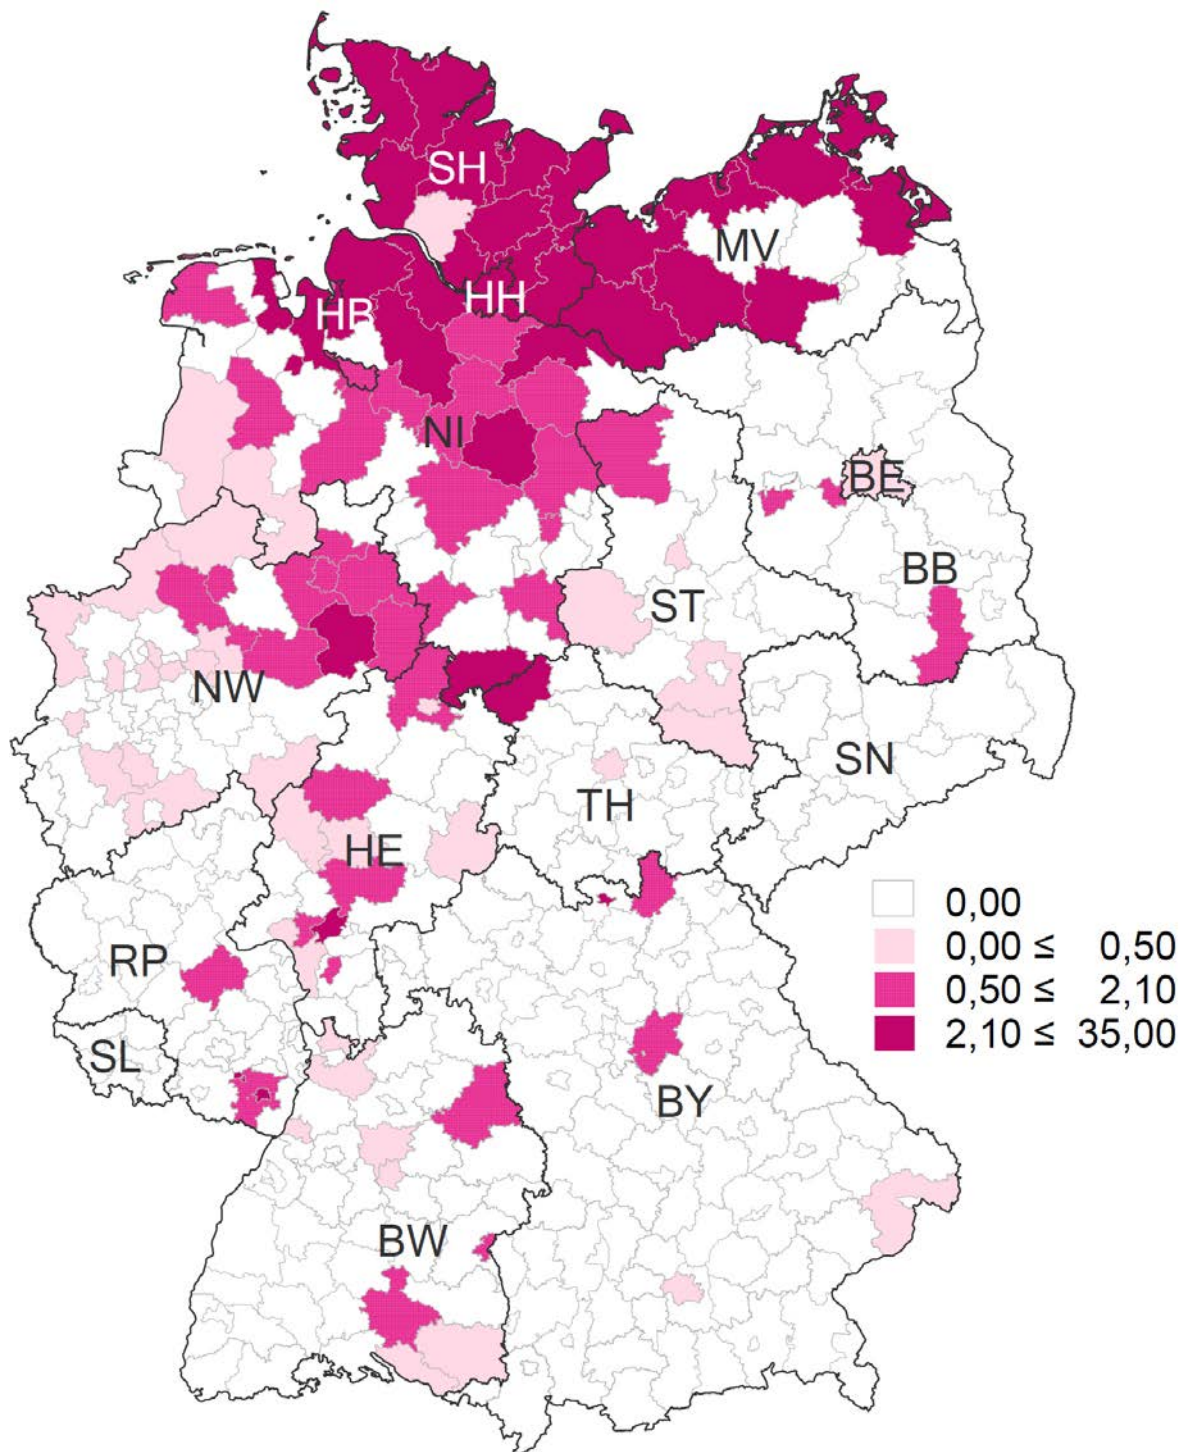 SH
MV
HB
HH
NI
BE
BB
ST
NW
SN
TH
HE
0,00
0,00 ≤ 0,50
0,50 ≤ 2,10
2,10 ≤ 35,00
RP
SL
BY
BW